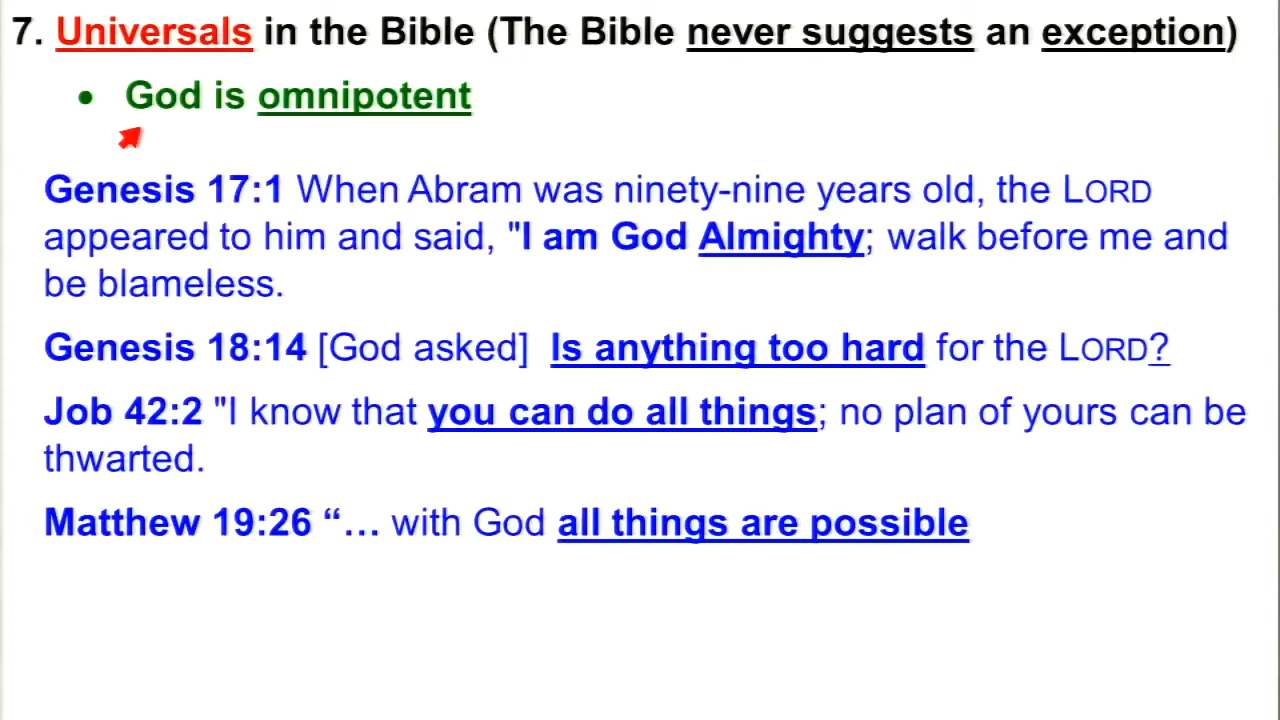 7. Universals in the Bible (The Bible never suggests an exception)
• God is omnipotent
Genesis 17:1 When Abram was ninety-nine years old, the LORD
appeared to him and said, "I am God Almighty; walk before me and
be blameless.
Genesis 18:14 [God asked] Is anything too hard for the LORD?
Job 42:2 "I know that you can do all things; no plan of yours can be
thwarted.
Matthew 19:26 “… with God all things are possible